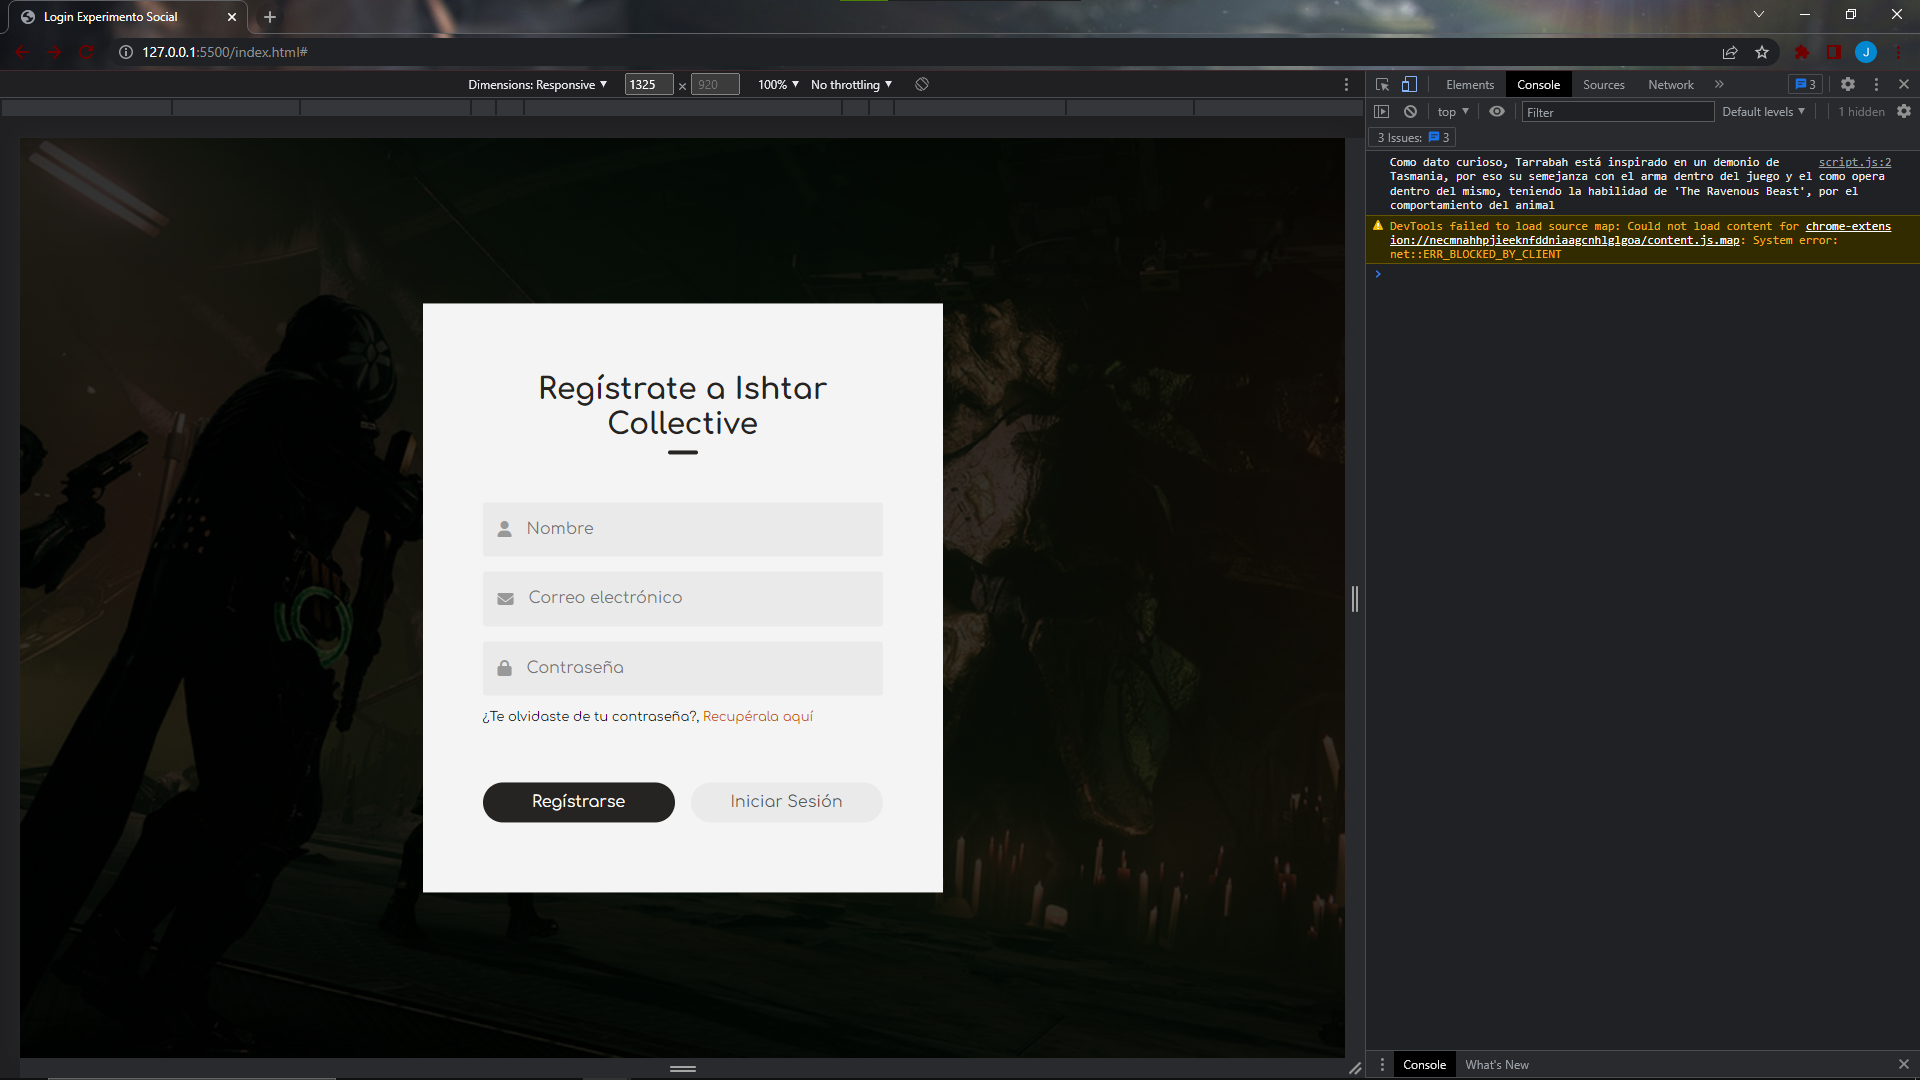 Login Experimento Social
127.0.0.1:5500/index.html#
J
Dimensions: Responsive
1325
×
920
100%
No throttling
Elements
Console
Sources
Network
3
top
Filter
Default levels
1 hidden
3 Issues:
3
Como dato curioso, Tarrabah está inspirado en un demonio de
script.js:2
Tasmania, por eso su semejanza con el arma dentro del juego y el como opera
dentro del mismo, teniendo la habilidad de 'The Ravenous Beast', por el
comportamiento del animal
DevTools failed to load source map: Could not load content for chrome-extens
ion://necmnahhpjieeknfddniaagcnhlglgoa/content.js.map: System error:
net::ERR_BLOCKED_BY_CLIENT
Regístrate a Ishtar
Collective
Nombre
Correo electrónico
Contraseña
¿Te olvidaste de tu contraseña?, Recupérala aquí
Regístrarse
Iniciar Sesión
Console
What's New